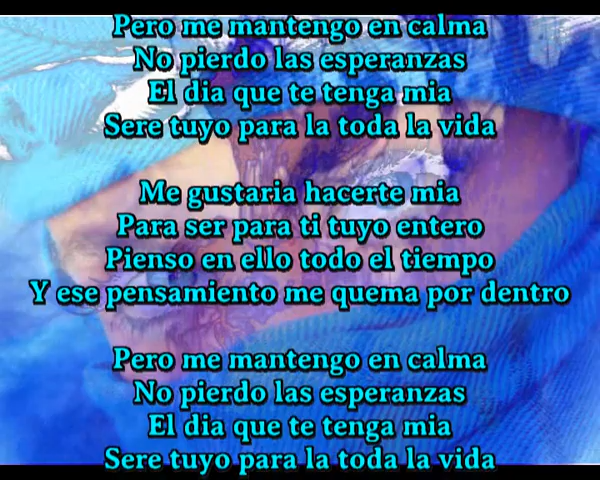 Pero me mantengo en calma
No pierdo las esperanzas
El dia que te tenga mia
Sere tuyo para la toda la vida
Me gustaria hacerte mia
Para ser para ti tuyo entero
Pienso en ello todo el tiempo
Y ese pensamiento me quema por dentro
Pero me mantengo en calma
No pierdo las esperanzas
El dia que te tenga mia
Sere tuyo para la toda la vida